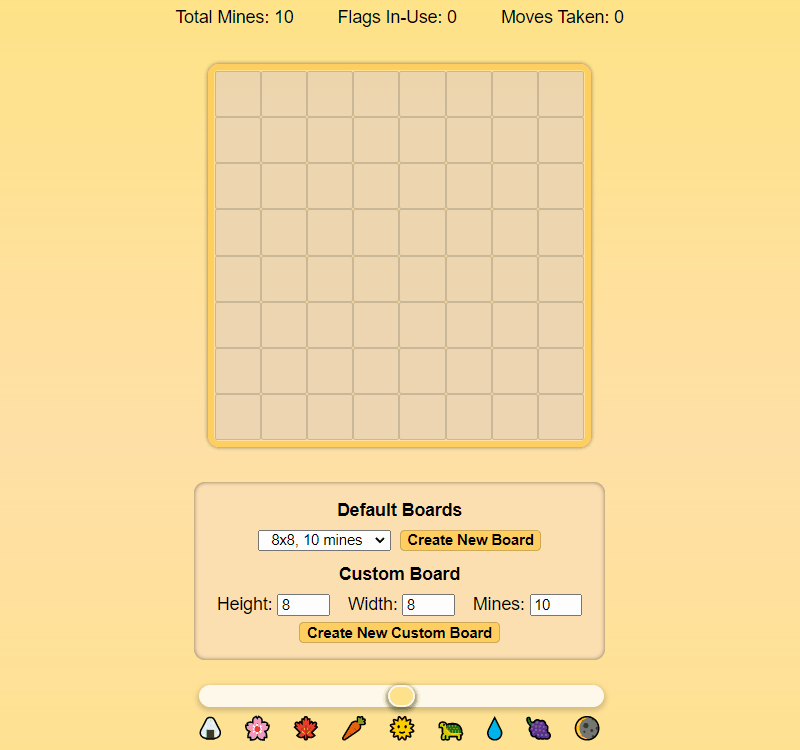 Total Mines: 10 Flags In-Use: 0 Moves Taken: 0
Default Boards
8x8, 10 mines Create New Board
Custom Board
Height: 8 Width: 8 Mines: 10
Create New Custom Board